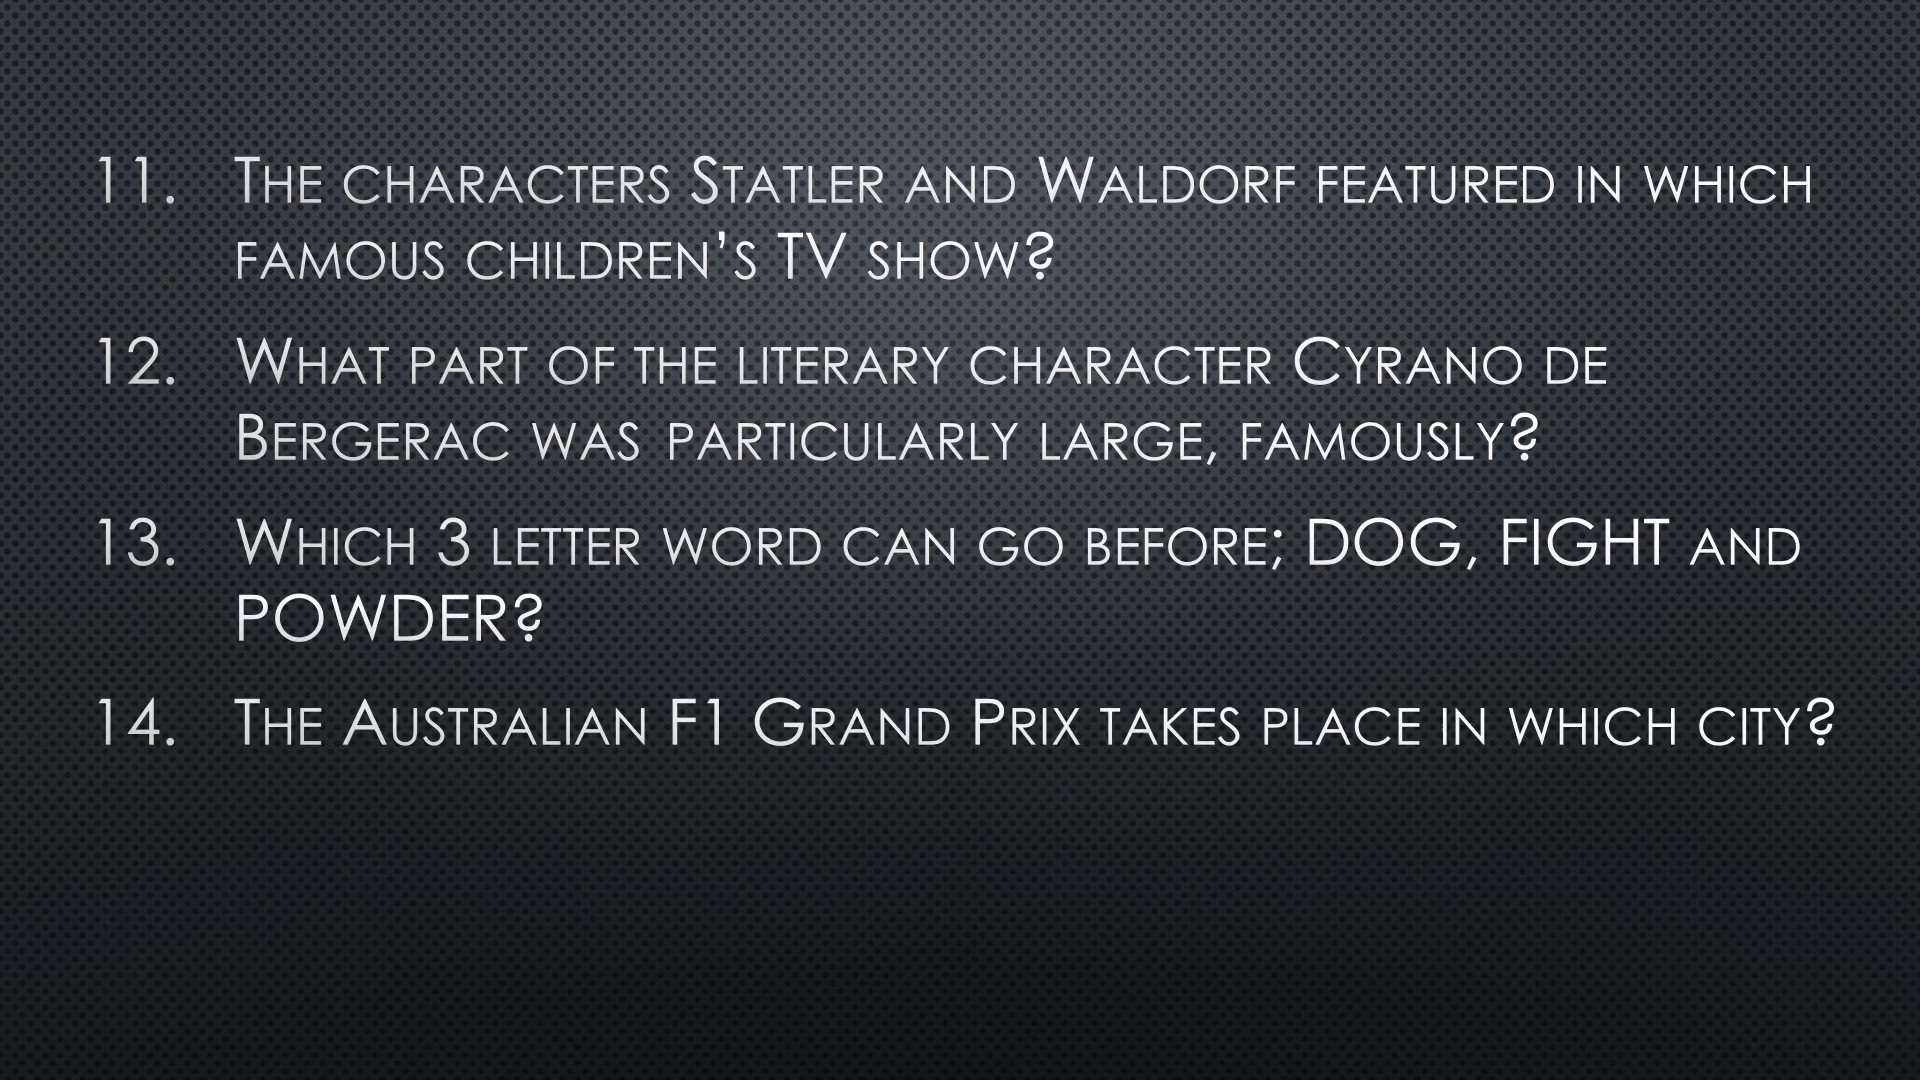 11. The characters Statler and Waldorf featured in which
famous children's TV show?
12. What part of the literary character Cyrano de
Bergerac was particularly large, famously?
13. Which 3 letter word can go before; DOG, FIGHT and
POWDER?
14. The Australian F1 Grand Prix takes place in which city?